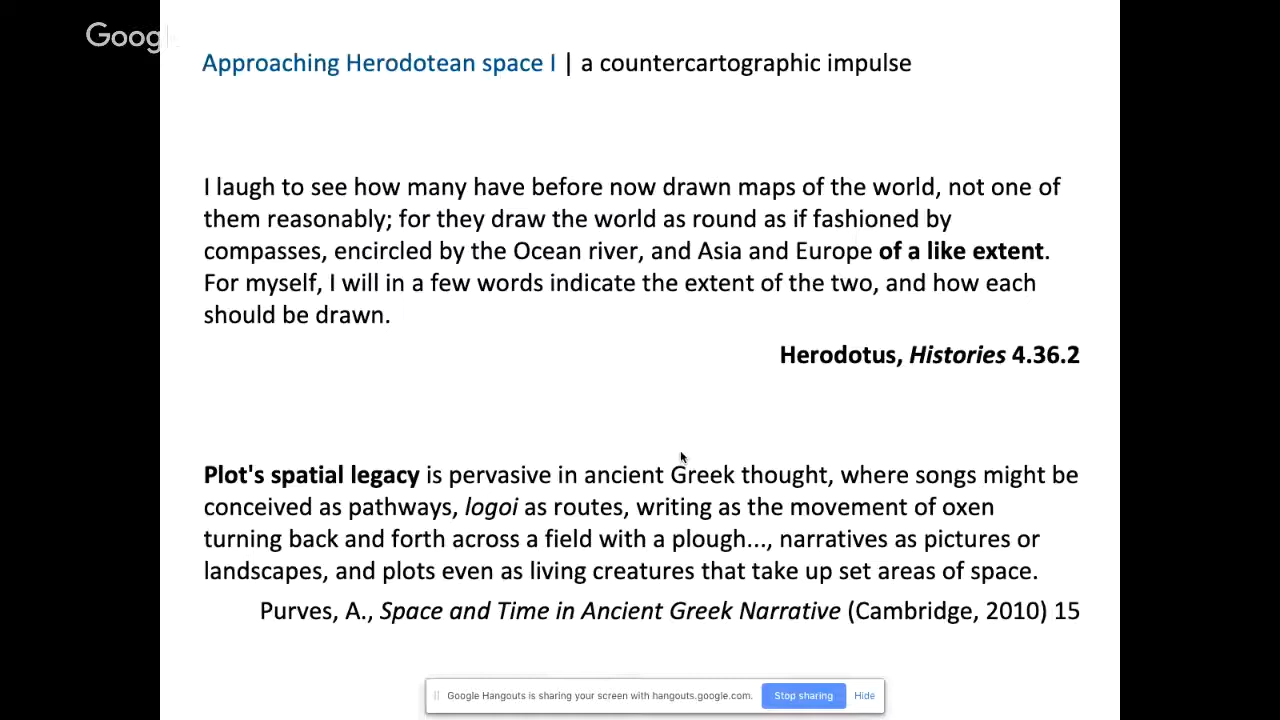 Google
Approaching Herodotean space I | a countercartographic impulse
I laugh to see how many have before now drawn maps of the world, not one of
them reasonably; for they draw the world as round as if fashioned by
compasses, encircled by the Ocean river, and Asia and Europe of a like extent.
For myself, I will in a few words indicate the extent of the two, and how each
should be drawn.
Herodotus, Histories 4.36.2
Plot's spatial legacy is pervasive in ancient Greek thought, where songs might be
conceived as pathways, logoi as routes, writing as the movement of oxen
turning back and forth across a field with a plough..., narratives as pictures or
landscapes, and plots even as living creatures that take up set areas of space.
Purves, A., Space and Time in Ancient Greek Narrative (Cambridge, 2010) 15
Google Hangouts is sharing your screen with hangouts.google.com. Stop sharing Hide